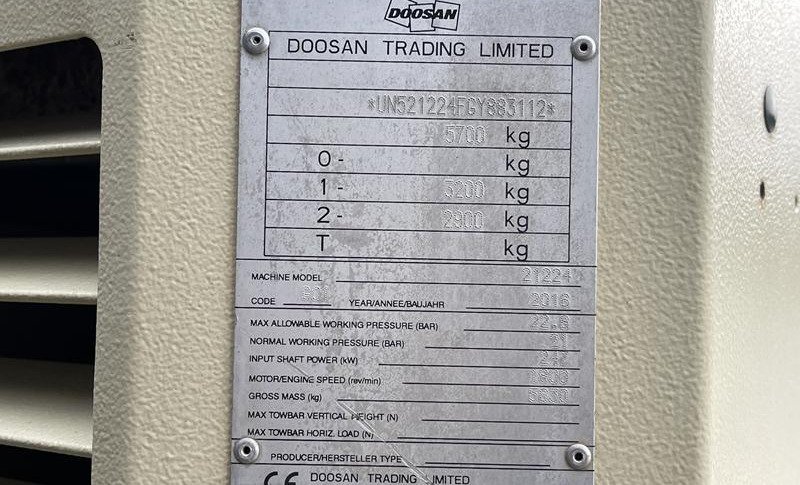 DOOSAN
DOOSAN TRADING LIMITED
*UN521224FGY883112*
5700 kg
0- kg
1- 3200 kg
2- 2900 kg
T kg
MACHINE MODEL 21224
CODE
YEAR/ANNEE/BAUJAHR 2016
MAX ALLOWABLE WORKING PRESSURE (BAR)
NORMAL WORKING PRESSURE (BAR) 21
INPUT SHAFT POWER (kW)
MOTOR/ENGINE SPEED (rev/min) 1800
GROSS MASS (kg)
MAX TOWBAR VERTICAL HEIGHT (N)
MAX TOWBAR HORIZ. LOAD (N)
PRODUCER/HERSTELLER TYPE
CE DOOSAN TRADING LIMITED